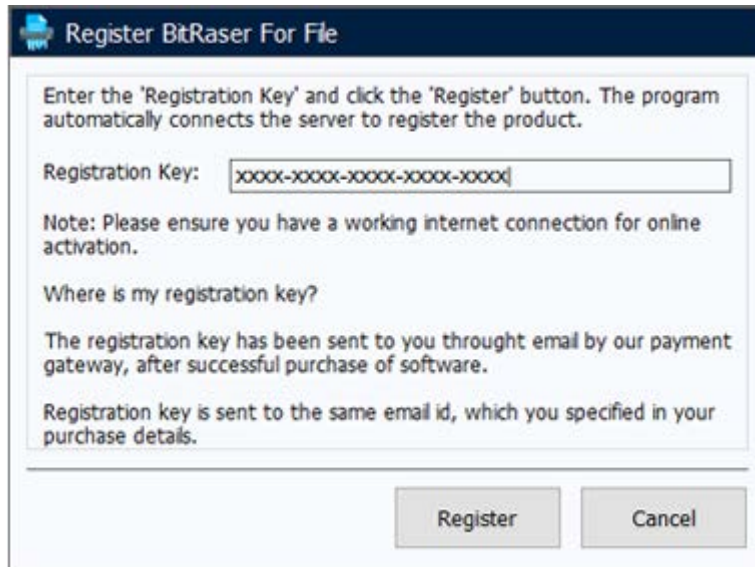 Register BitRaser For File
Enter the 'Registration Key' and click the 'Register' button. The program
automatically connects the server to register the product.
Registration Key: xxxx-xxxx-xxxx-xxxx-xxxx
Note: Please ensure you have a working internet connection for online
activation.
Where is my registration key?
The registration key has been sent to you throught email by our payment
gateway, after successful purchase of software.
Registration key is sent to the same email id, which you specified in your
purchase details.
Register Cancel